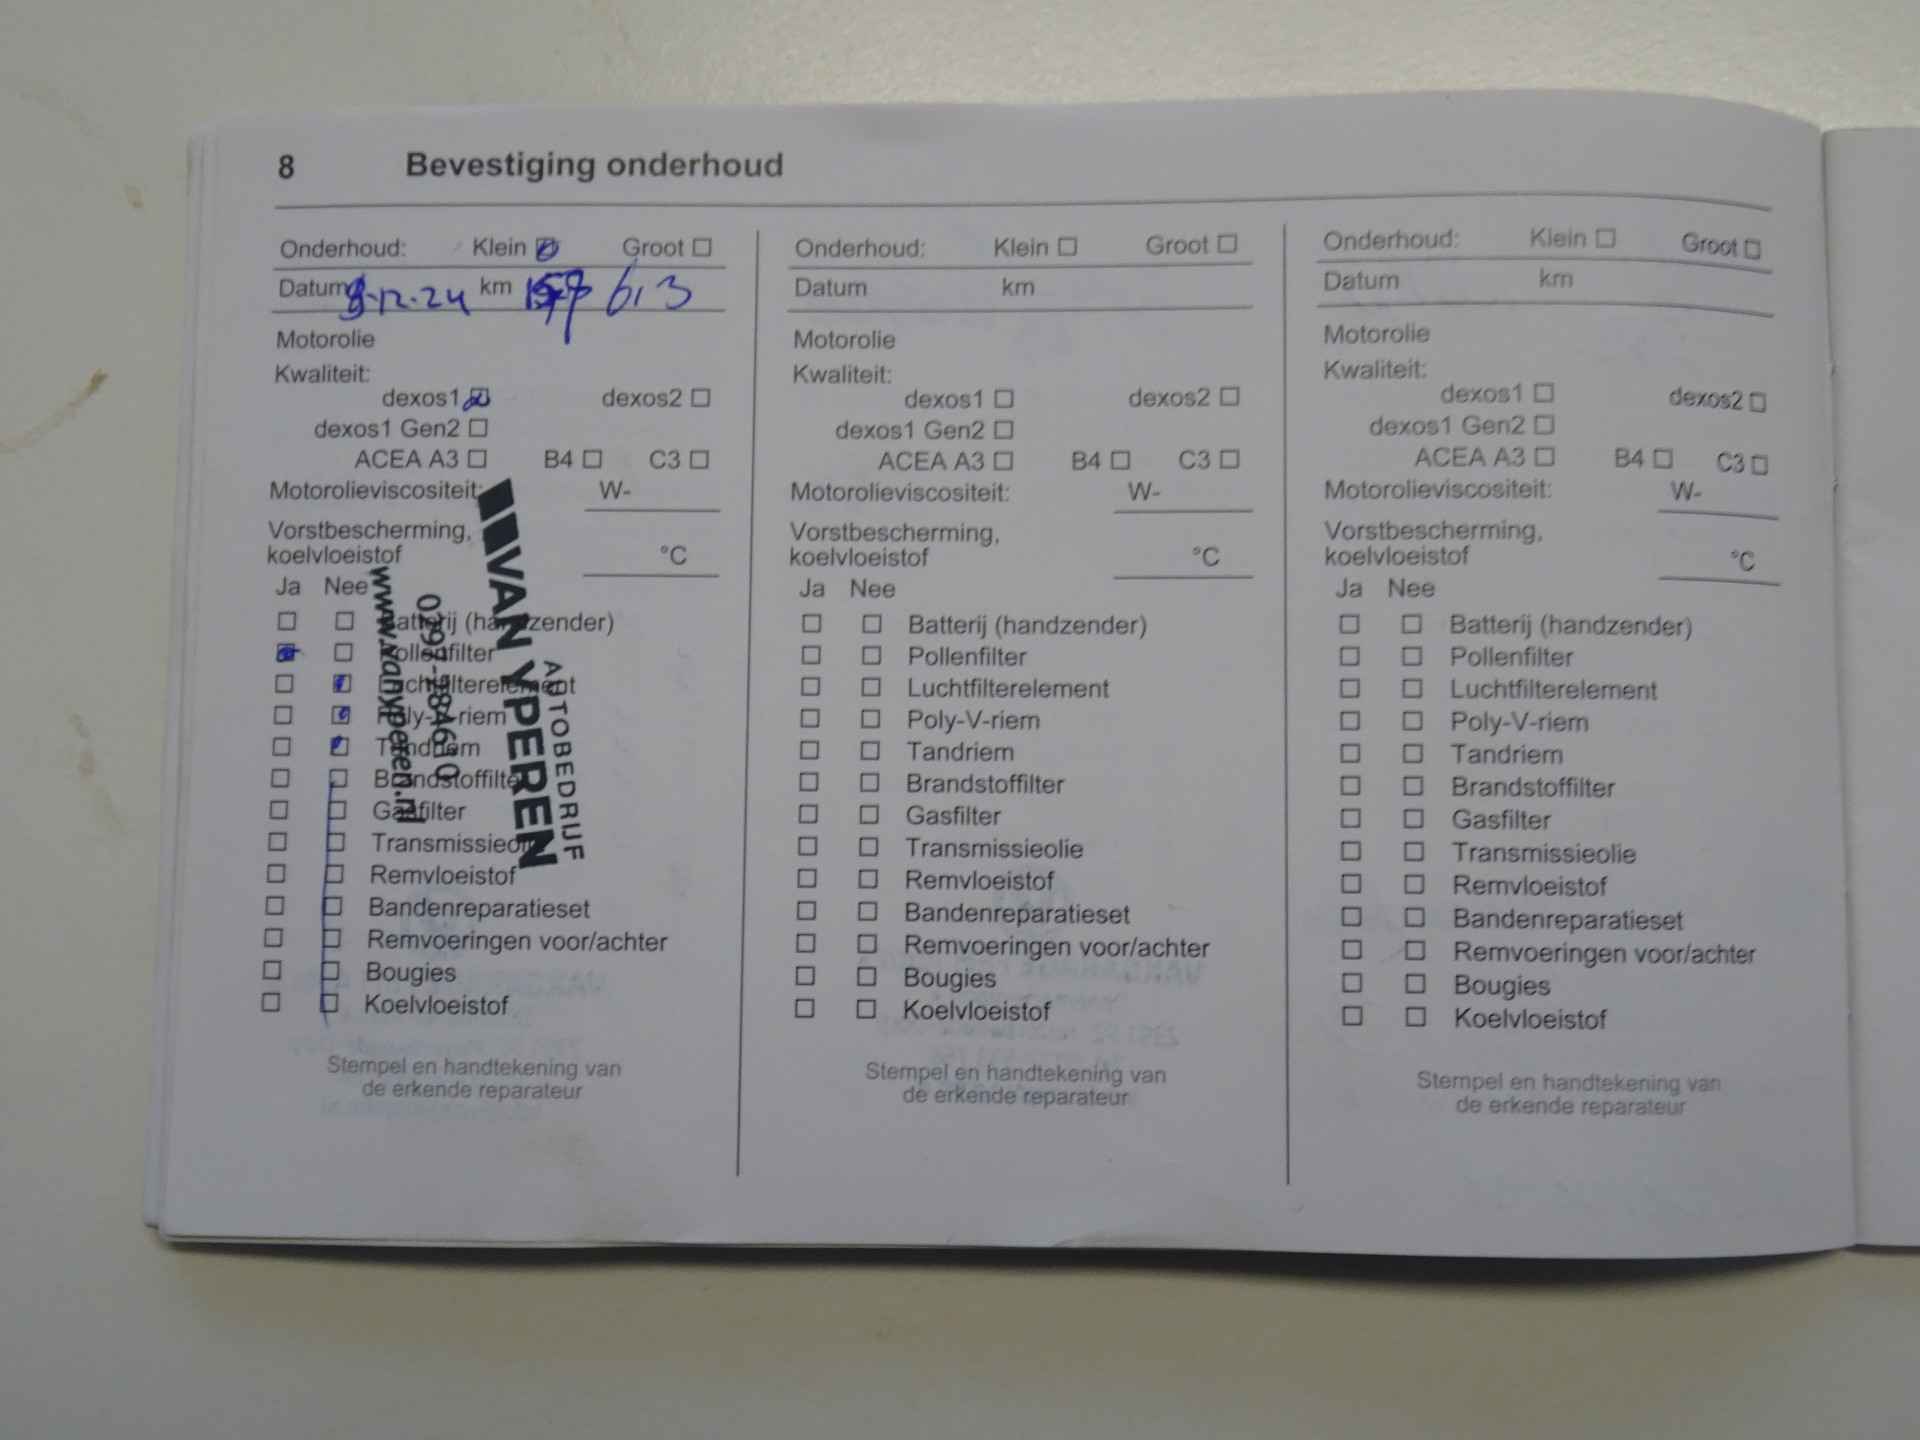 8 Bevestiging onderhoud
Onderhoud: Klein Groot
Datum -12-24 km 613
Motorolie
Kwaliteit:
dexos1 dexos2
dexos1 Gen2
ACEA A3 B4 C3
Motorolieviscositeit: W-
Vorstbescherming,
koelvloeistof °C
Ja Nee
Batterij (handzender)
Pollenfilter
Luchtfilterelement
Poly-V-riem
Tandriem
Brandstoffilter
Gasfilter
Transmissieolie
Remvloeistof
Bandenreparatieset
Remvoeringen voor/achter
Bougies
Koelvloeistof
AUTOBEDRIJF
VAN YPEREN
www.vanyperen.nl
Stempel en handtekening van
de erkende reparateur
Onderhoud: Klein Groot
Datum km
Motorolie
Kwaliteit:
dexos1 dexos2
dexos1 Gen2
ACEA A3 B4 C3
Motorolieviscositeit: W-
Vorstbescherming,
koelvloeistof °C
Ja Nee
Batterij (handzender)
Pollenfilter
Luchtfilterelement
Poly-V-riem
Tandriem
Brandstoffilter
Gasfilter
Transmissieolie
Remvloeistof
Bandenreparatieset
Remvoeringen voor/achter
Bougies
Koelvloeistof
Stempel en handtekening van
de erkende reparateur
Onderhoud: Klein Groot
Datum km
Motorolie
Kwaliteit:
dexos1 dexos2
dexos1 Gen2
ACEA A3 B4 C3
Motorolieviscositeit: W-
Vorstbescherming,
koelvloeistof °C
Ja Nee
Batterij (handzender)
Pollenfilter
Luchtfilterelement
Poly-V-riem
Tandriem
Brandstoffilter
Gasfilter
Transmissieolie
Remvloeistof
Bandenreparatieset
Remvoeringen voor/achter
Bougies
Koelvloeistof
Stempel en handtekening van
de erkende reparateur